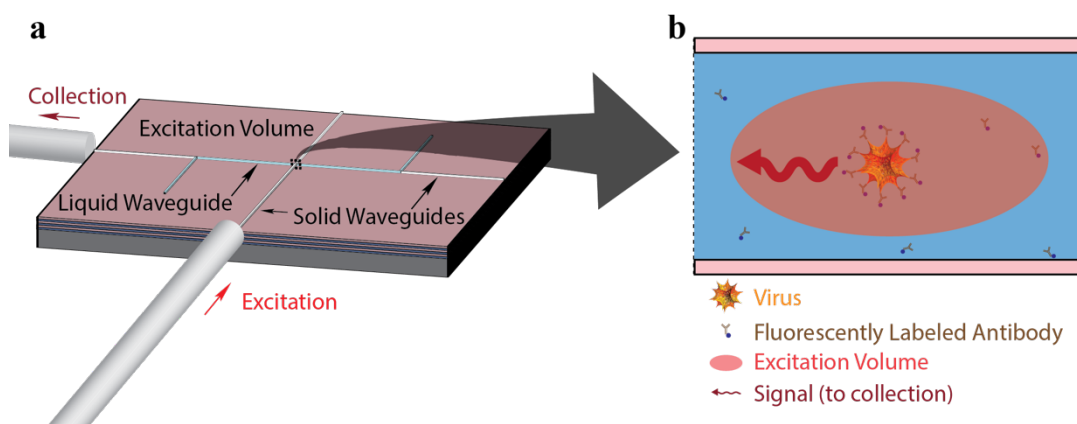 a
Collection
Excitation Volume
Liquid Waveguide
Solid Waveguides
Excitation
b
Virus
Fluorescently Labeled Antibody
Excitation Volume
Signal (to collection)